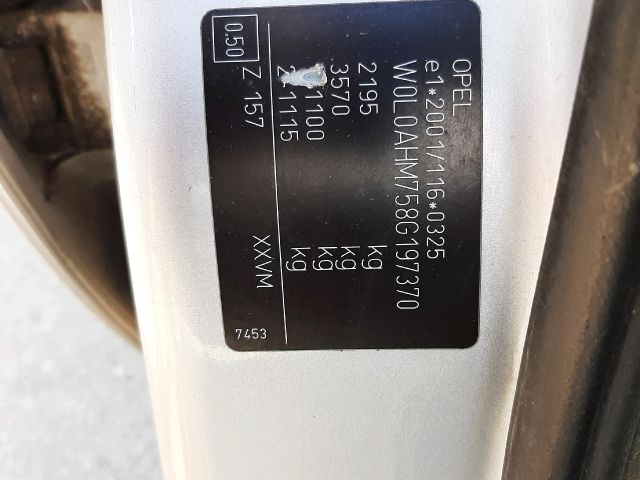 OPEL
e1*2001/116*0325
W0L0AHM758G197370
2195 kg
3570 kg
1100 kg
2-1115 kg
0.50 Z 157 XXVM
7453